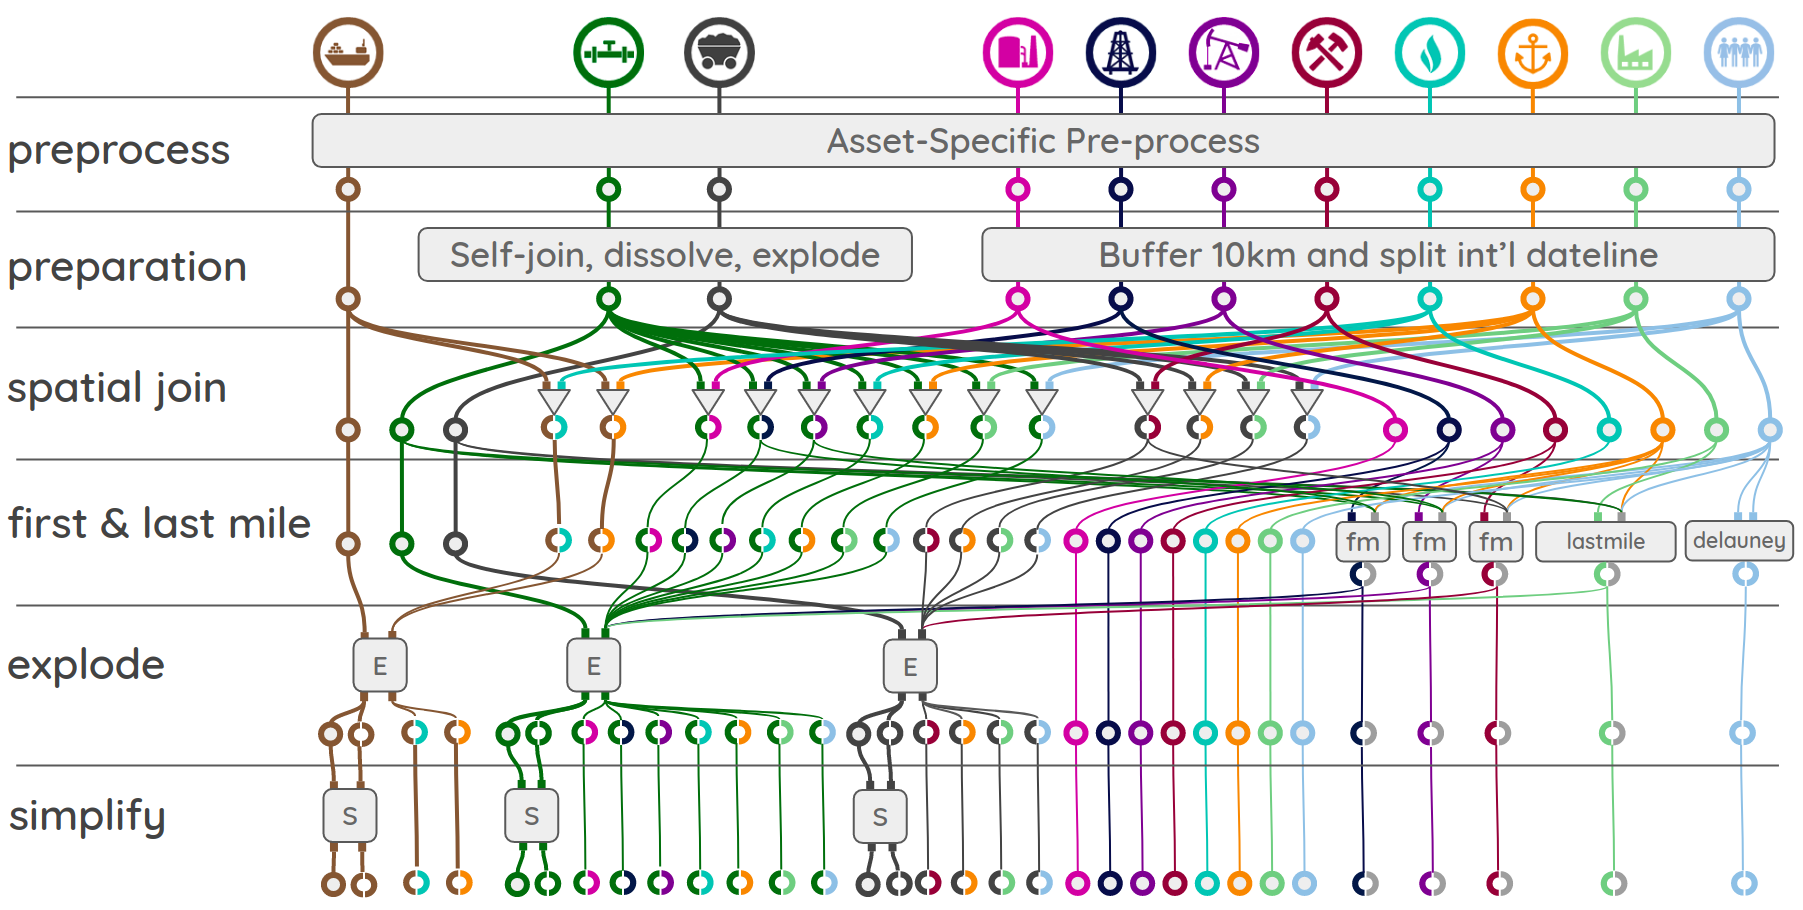 preprocess
Asset-Specific Pre-process
preparation
Self-join, dissolve, explode
Buffer 10km and split int’l dateline
spatial join
first & last mile
fm
fm
fm
lastmile
delauney
explode
E
E
E
simplify
S
S
S